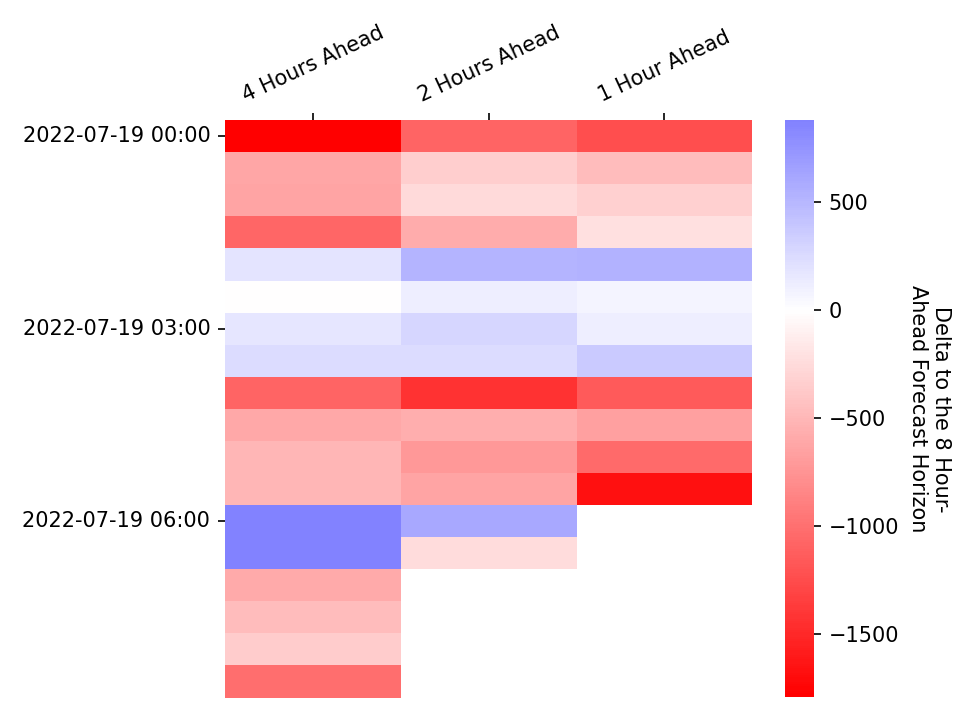 4 Hours Ahead
2 Hours Ahead
1 Hour Ahead
2022-07-19 00:00
2022-07-19 03:00
2022-07-19 06:00
500
0
−500
−1000
−1500
Delta to the 8 Hour-
Ahead Forecast Horizon